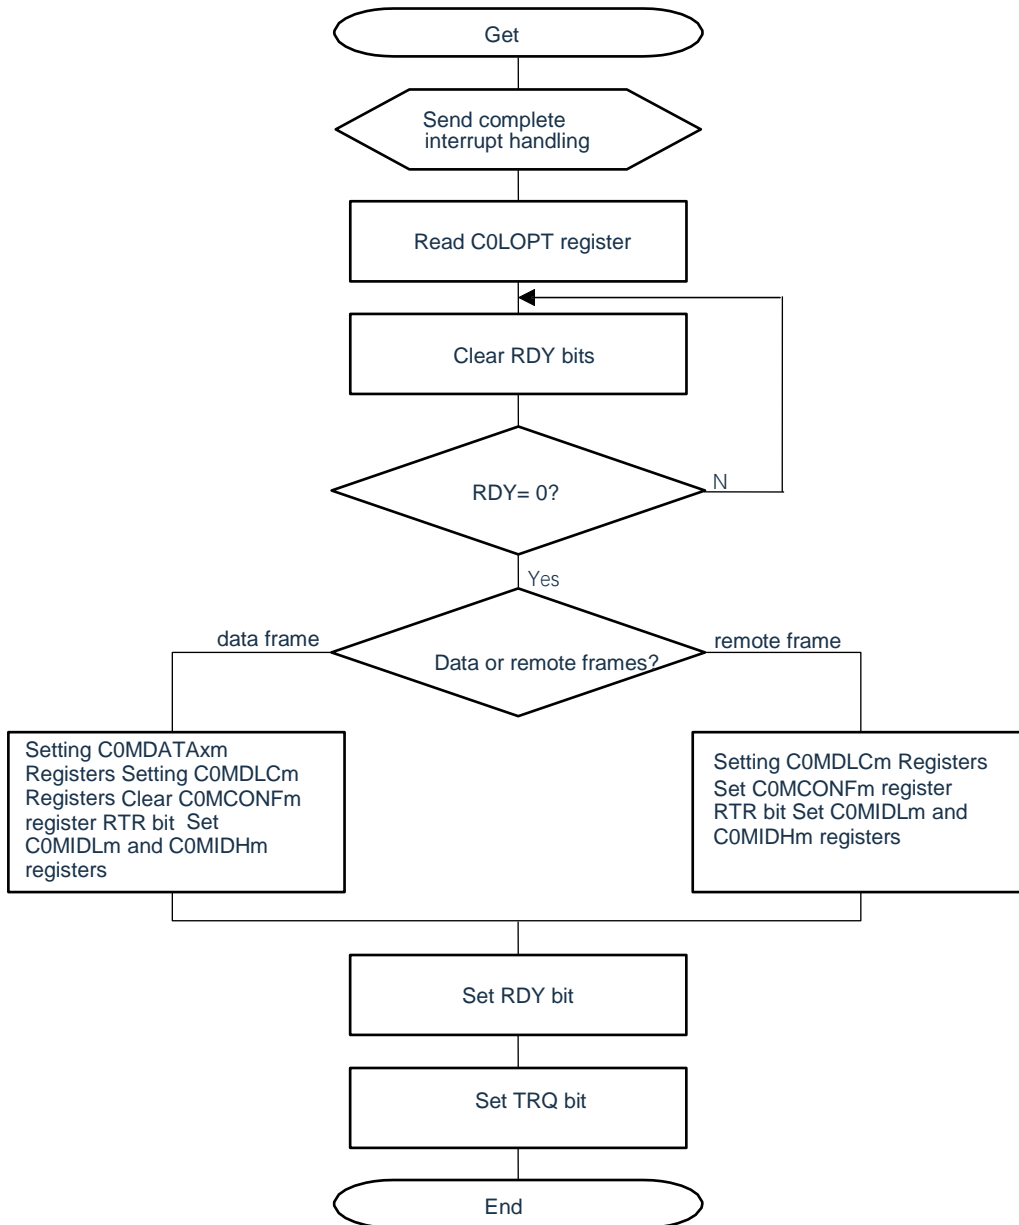 Get
Send complete
interrupt handling
Read C0LOPT register
Clear RDY bits
RDY= 0?
N
Yes
Data or remote frames?
data frame
remote frame
Setting C0MDATAxm
Registers Setting C0MDLCm
Registers Clear C0MCONFm
register RTR bit Set
C0MIDLm and C0MIDHm
registers
Setting C0MDLCm Registers
Set C0MCONFm register
RTR bit Set C0MIDLm and
C0MIDHm registers
Set RDY bit
Set TRQ bit
End